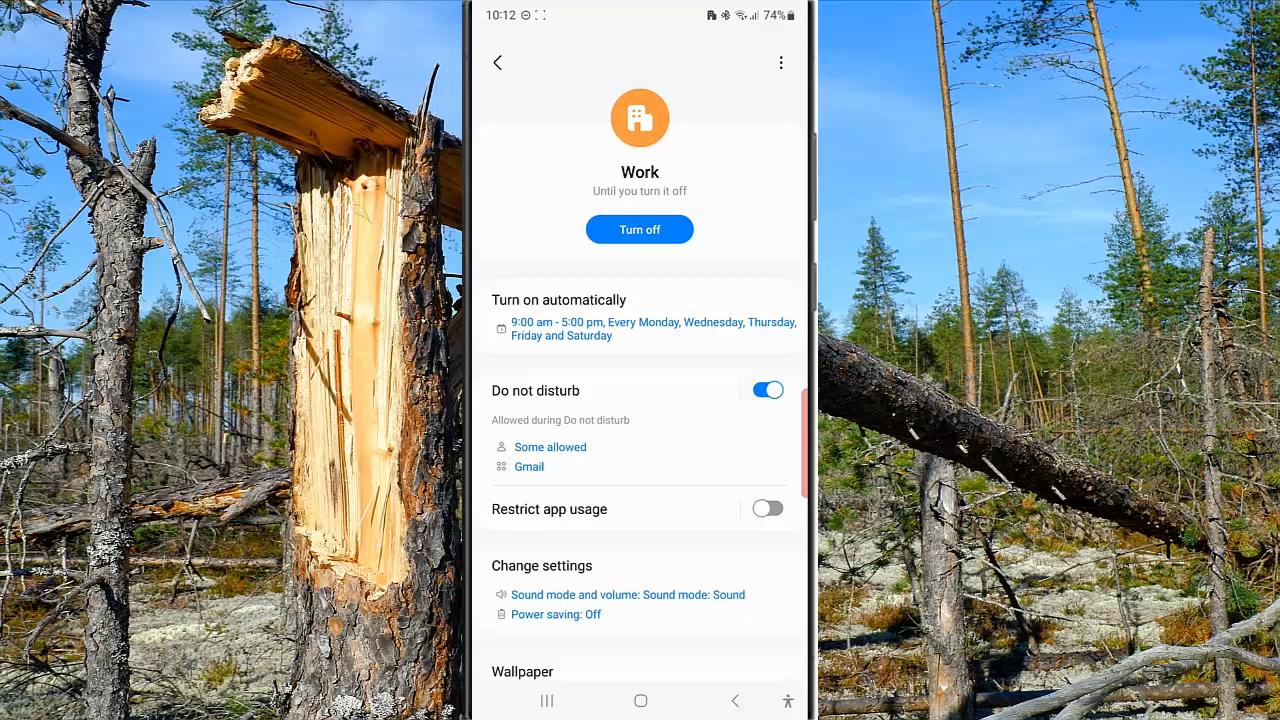 10:12
74%
Work
Until you turn it off
Turn off
Turn on automatically
9:00 am - 5:00 pm, Every Monday, Wednesday, Thursday,
Friday and Saturday
Do not disturb
Allowed during Do not disturb
Some allowed
Gmail
Restrict app usage
Change settings
Sound mode and volume: Sound mode: Sound
Power saving: Off
Wallpaper